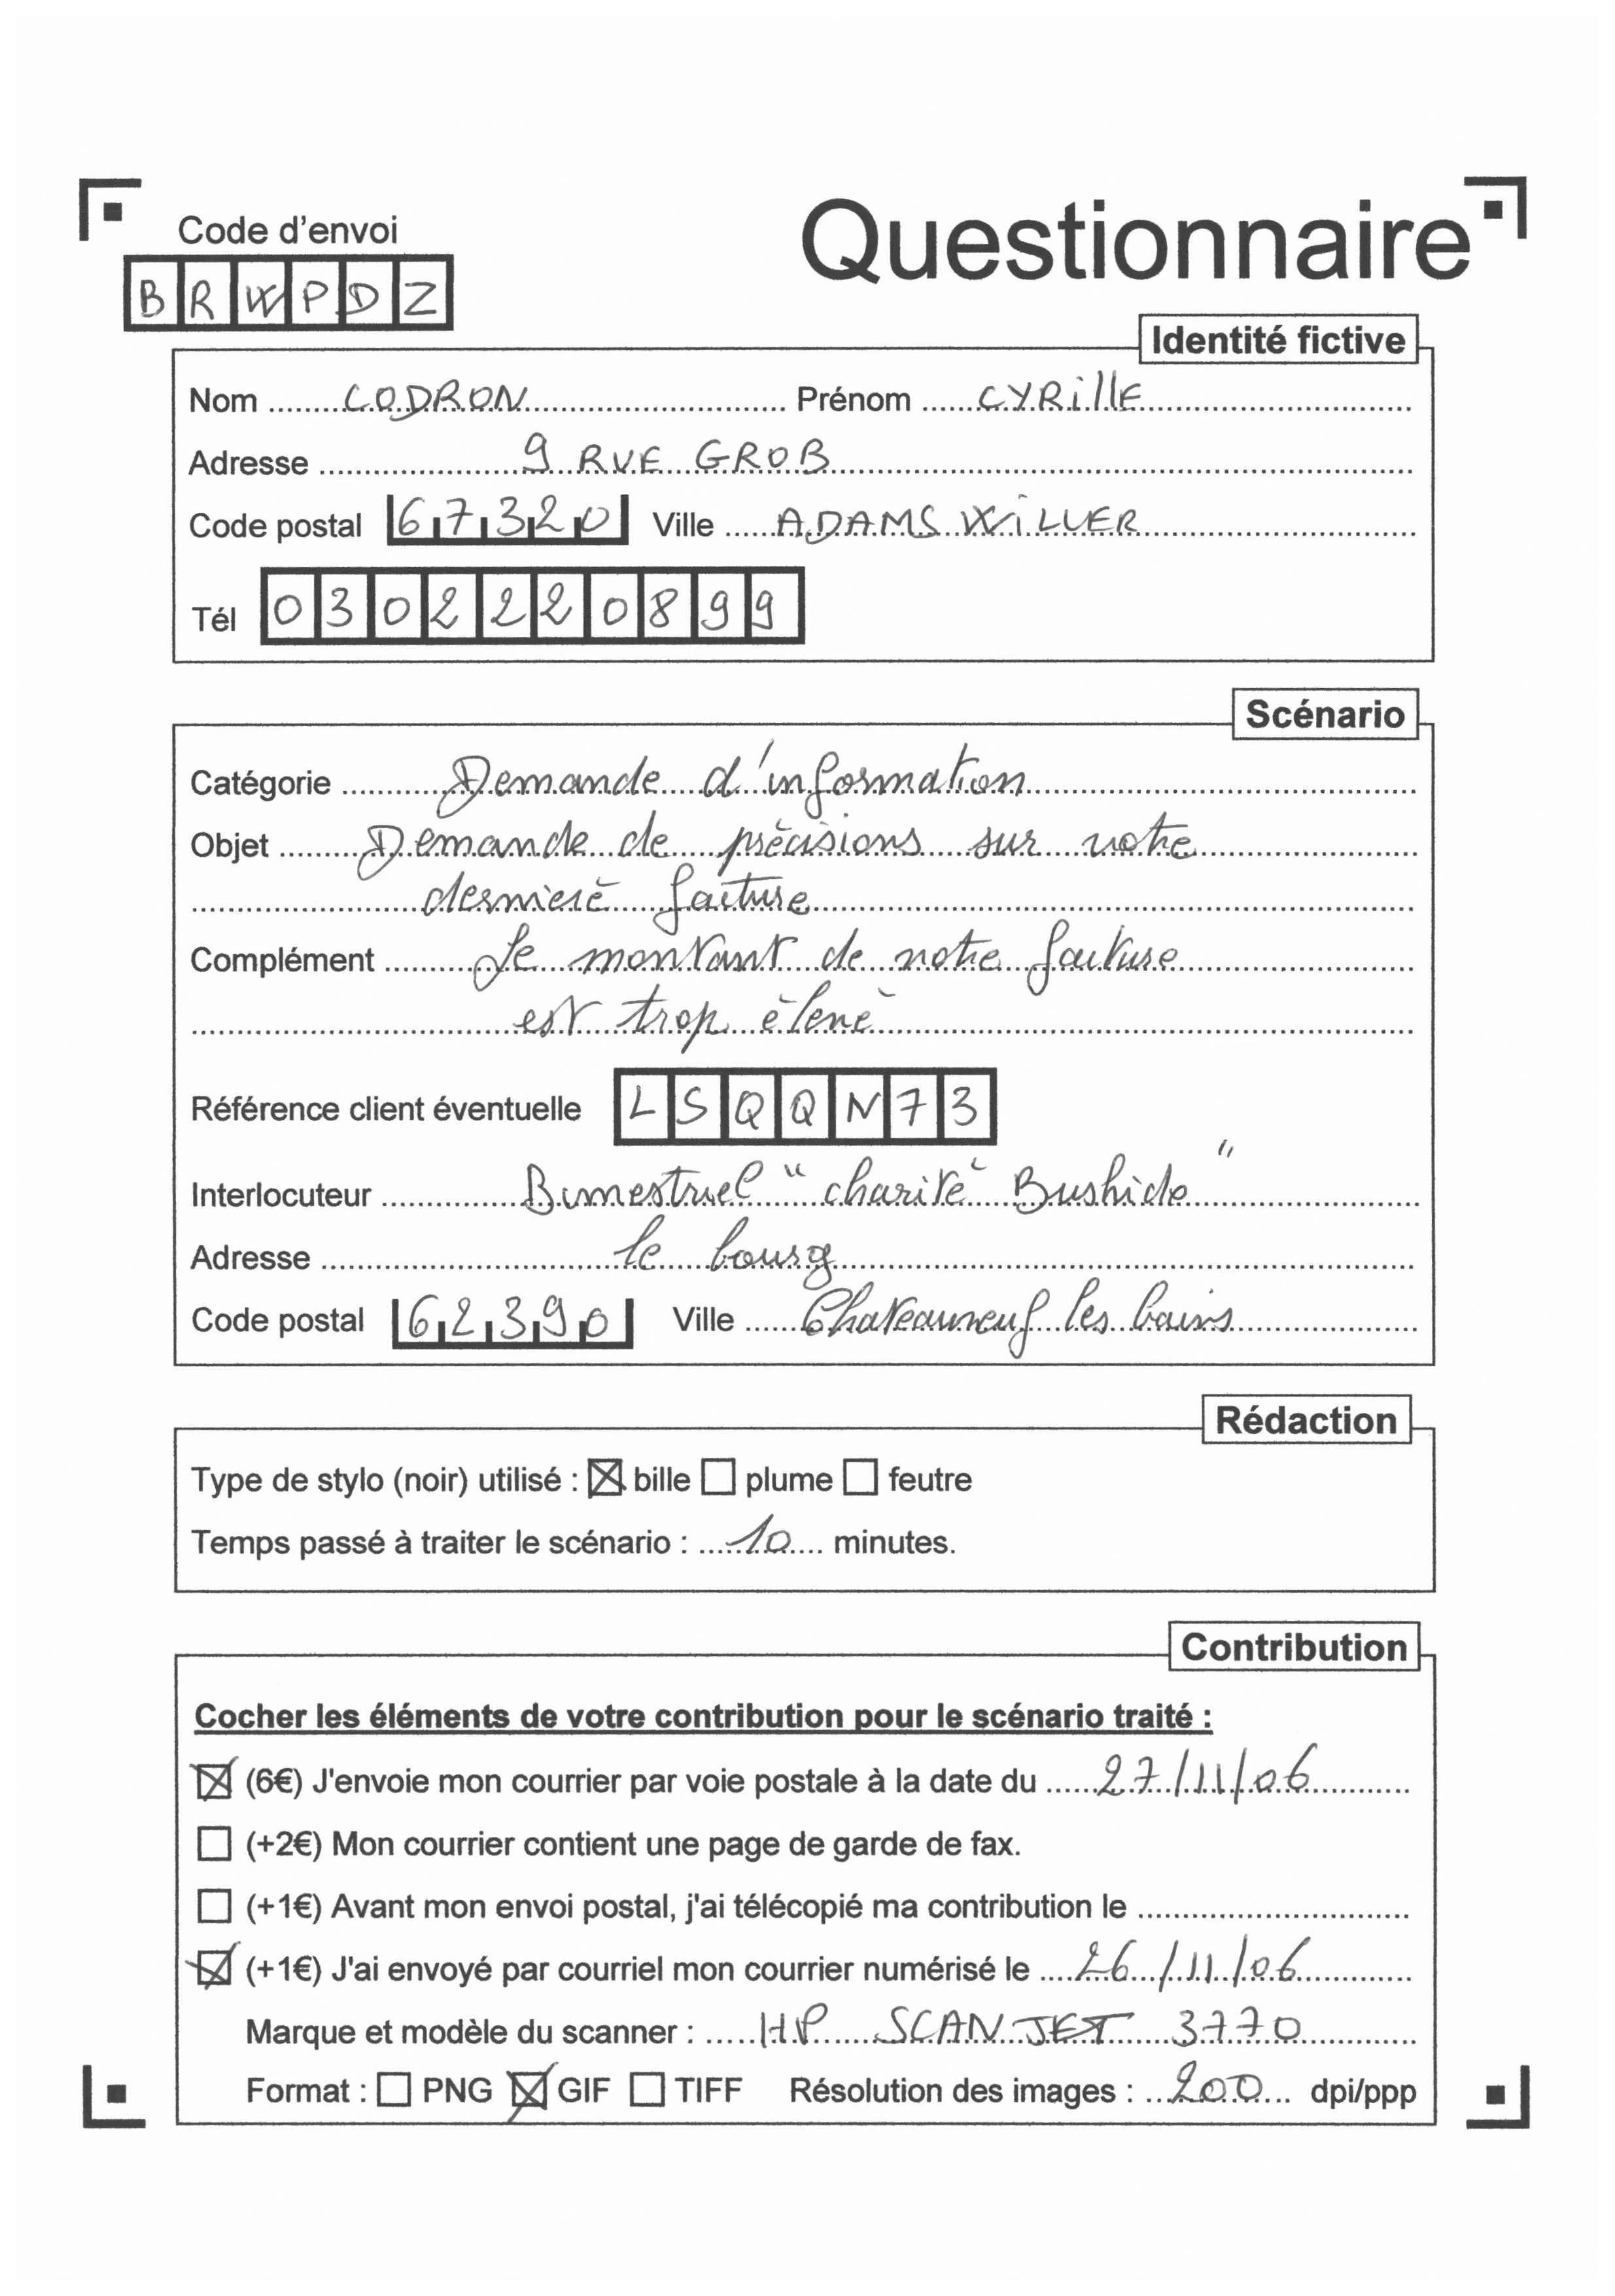 Questionnaire
Code d'envoi
BRWPDZ
Identité fictive
Nom CODRON Prénom CYRillE
Adresse 9 RUE GROB
Code postal 67320 Ville ADAMS WiLLER
Tél 0302220899
Scénario
Catégorie Demande d'information
Objet Demande de précisions sur votre
dernierè facture
Complément Le montant de notre facture
est trop élevé
Référence client éventuelle LSQQN73
Interlocuteur Bimestriel "charité Bushido"
Adresse le bourg
Code postal 62390 Ville Chateauneuf les bains
Rédaction
Type de stylo (noir) utilisé : ☒ bille ☐ plume ☐ feutre
Temps passé à traiter le scénario : 10 minutes.
Contribution
Cocher les éléments de votre contribution pour le scénario traité :
☒ (6€) J'envoie mon courrier par voie postale à la date du 27/11/06
☐ (+2€) Mon courrier contient une page de garde de fax.
☐ (+1€) Avant mon envoi postal, j'ai télécopié ma contribution le
☒ (+1€) J'ai envoyé par courriel mon courrier numérisé le 26/11/06
Marque et modèle du scanner : HP SCANJET 3770
Format : ☐ PNG ☒ GIF ☐ TIFF Résolution des images : 200 dpi/ppp